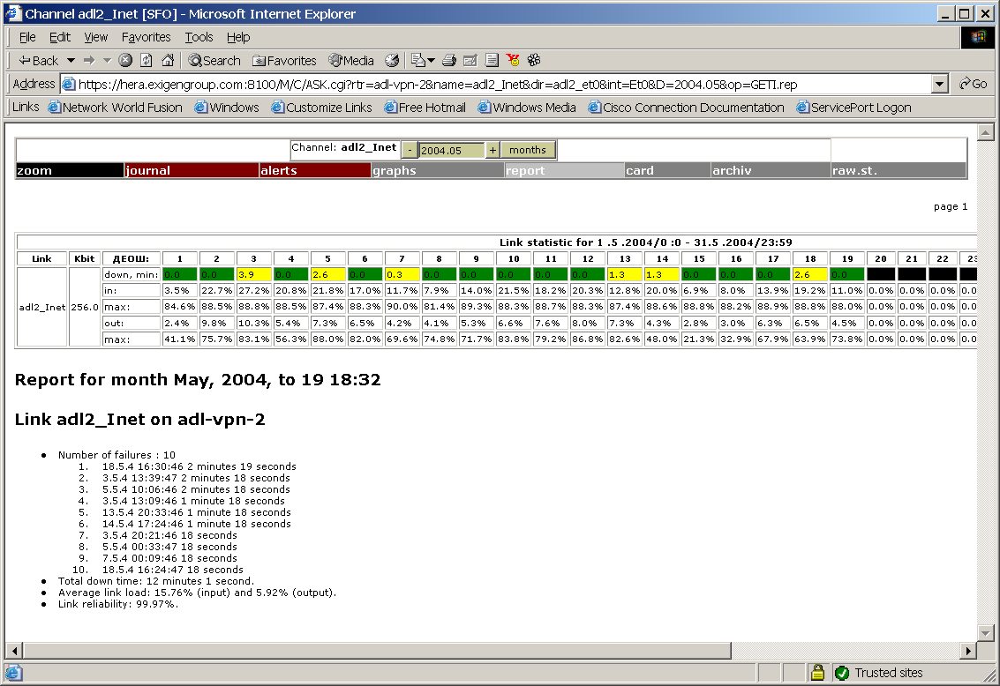 Channel adl2_Inet [SFO] - Microsoft Internet Explorer
File Edit View Favorites Tools Help
Back Search Favorites Media
Address https://hera.exigengroup.com:8100/M/C/ASK.cgi?rtr=adl-vpn-2&name=adl2_Inet&dir=adl2_et0&int=Et0&D=2004.05&op=GETI.rep Go
Links Network World Fusion Windows Customize Links Free Hotmail Windows Media Cisco Connection Documentation ServicePort Logon
Channel: adl2_Inet - 2004.05 + months
zoom journal alerts graphs report card archiv raw.st.
page 1
Link statistic for 1 .5 .2004/0 :0 - 31.5 .2004/23:59
Link Kbit ДЕОШ: 1 2 3 4 5 6 7 8 9 10 11 12 13 14 15 16 17 18 19 20 21 22 23
down, min: 0.0 0.0 3.9 0.0 2.6 0.0 0.3 0.0 0.0 0.0 0.0 0.0 1.3 1.3 0.0 0.0 0.0 2.6 0.0
in: 3.5% 22.7% 27.2% 20.8% 21.8% 17.0% 11.7% 7.9% 14.0% 21.5% 18.2% 20.3% 12.8% 20.0% 6.9% 8.0% 13.9% 19.2% 11.0% 0.0% 0.0% 0.0% 0.0%
adl2_Inet 256.0 max: 84.6% 88.5% 88.8% 88.5% 87.4% 88.3% 90.0% 81.4% 89.3% 88.3% 88.7% 88.3% 87.4% 88.6% 88.8% 88.2% 88.9% 88.8% 88.0% 0.0% 0.0% 0.0% 0.0%
out: 2.4% 9.8% 10.3% 5.4% 7.3% 6.5% 4.2% 4.1% 5.3% 6.6% 7.6% 8.0% 7.3% 4.3% 2.8% 3.0% 6.3% 6.5% 4.5% 0.0% 0.0% 0.0% 0.0%
max: 41.1% 75.7% 83.1% 56.3% 88.0% 82.0% 69.6% 74.8% 71.7% 83.8% 79.2% 86.8% 82.6% 48.0% 21.3% 32.9% 67.9% 63.9% 73.8% 0.0% 0.0% 0.0% 0.0%
Report for month May, 2004, to 19 18:32
Link adl2_Inet on adl-vpn-2
• Number of failures : 10
1. 18.5.4 16:30:46 2 minutes 19 seconds
2. 3.5.4 13:39:47 2 minutes 18 seconds
3. 5.5.4 10:06:46 2 minutes 18 seconds
4. 3.5.4 13:09:46 1 minute 18 seconds
5. 13.5.4 20:33:46 1 minute 18 seconds
6. 14.5.4 17:24:46 1 minute 18 seconds
7. 3.5.4 20:21:46 18 seconds
8. 5.5.4 00:33:47 18 seconds
9. 7.5.4 00:09:46 18 seconds
10. 18.5.4 16:24:47 18 seconds
• Total down time: 12 minutes 1 second.
• Average link load: 15.76% (input) and 5.92% (output).
• Link reliability: 99.97%.
Trusted sites